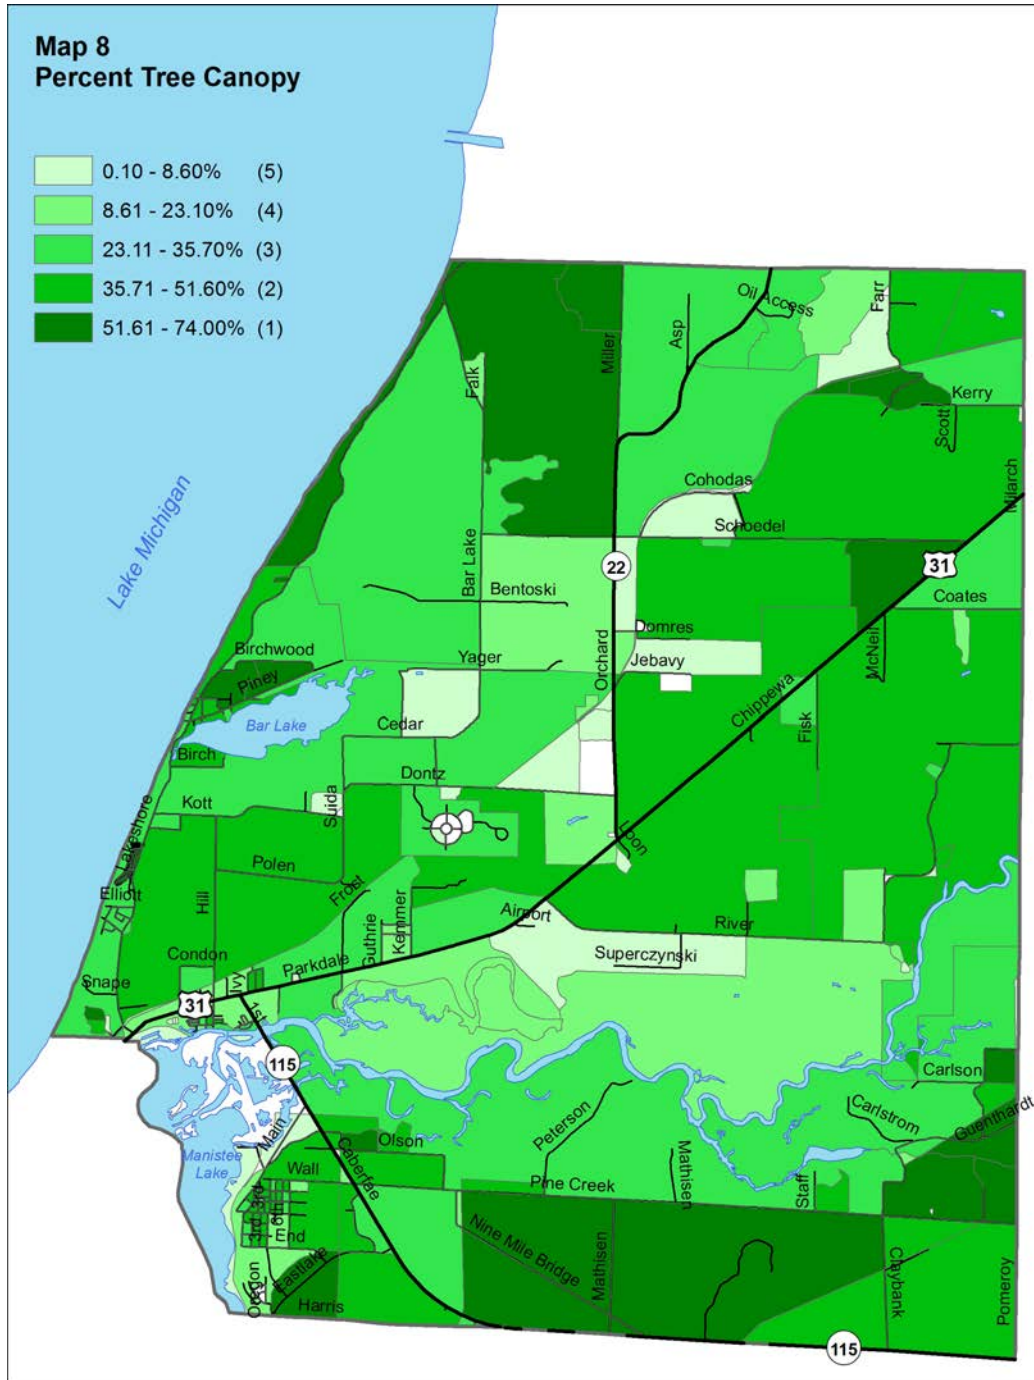 Map 8
Percent Tree Canopy
0.10 - 8.60% (5)
8.61 - 23.10% (4)
23.11 - 35.70% (3)
35.71 - 51.60% (2)
51.61 - 74.00% (1)
Lake Michigan
Oil Access
Farr
Asp
Miller
Falk
Kerry
Scott
Milarch
Cohodas
Schoedel
22
31
Bar Lake
Bentoski
Coates
Orchard
Domres
McNeil
Birchwood
Yager
Jebavy
Piney
Chippewa
Bar Lake
Cedar
Fisk
Birch
Dontz
Kott
Suida
Lakeshore
Loon
Polen
Elliott
Hill
Frost
Airport
River
Guthrie
Kemmer
Condon
Parkdale
Superczynski
Snape
Ivy
31
1st
115
Carlson
Carlstrom
Guenthardt
Peterson
Main
Manistee
Lake
Olson
Caberfae
Wall
Mathisen
Pine Creek
Staff
3rd
3rd
6th
End
Nine Mile Bridge
Mathisen
Eastlake
Claybank
Pomeroy
Oregon
Harris
115